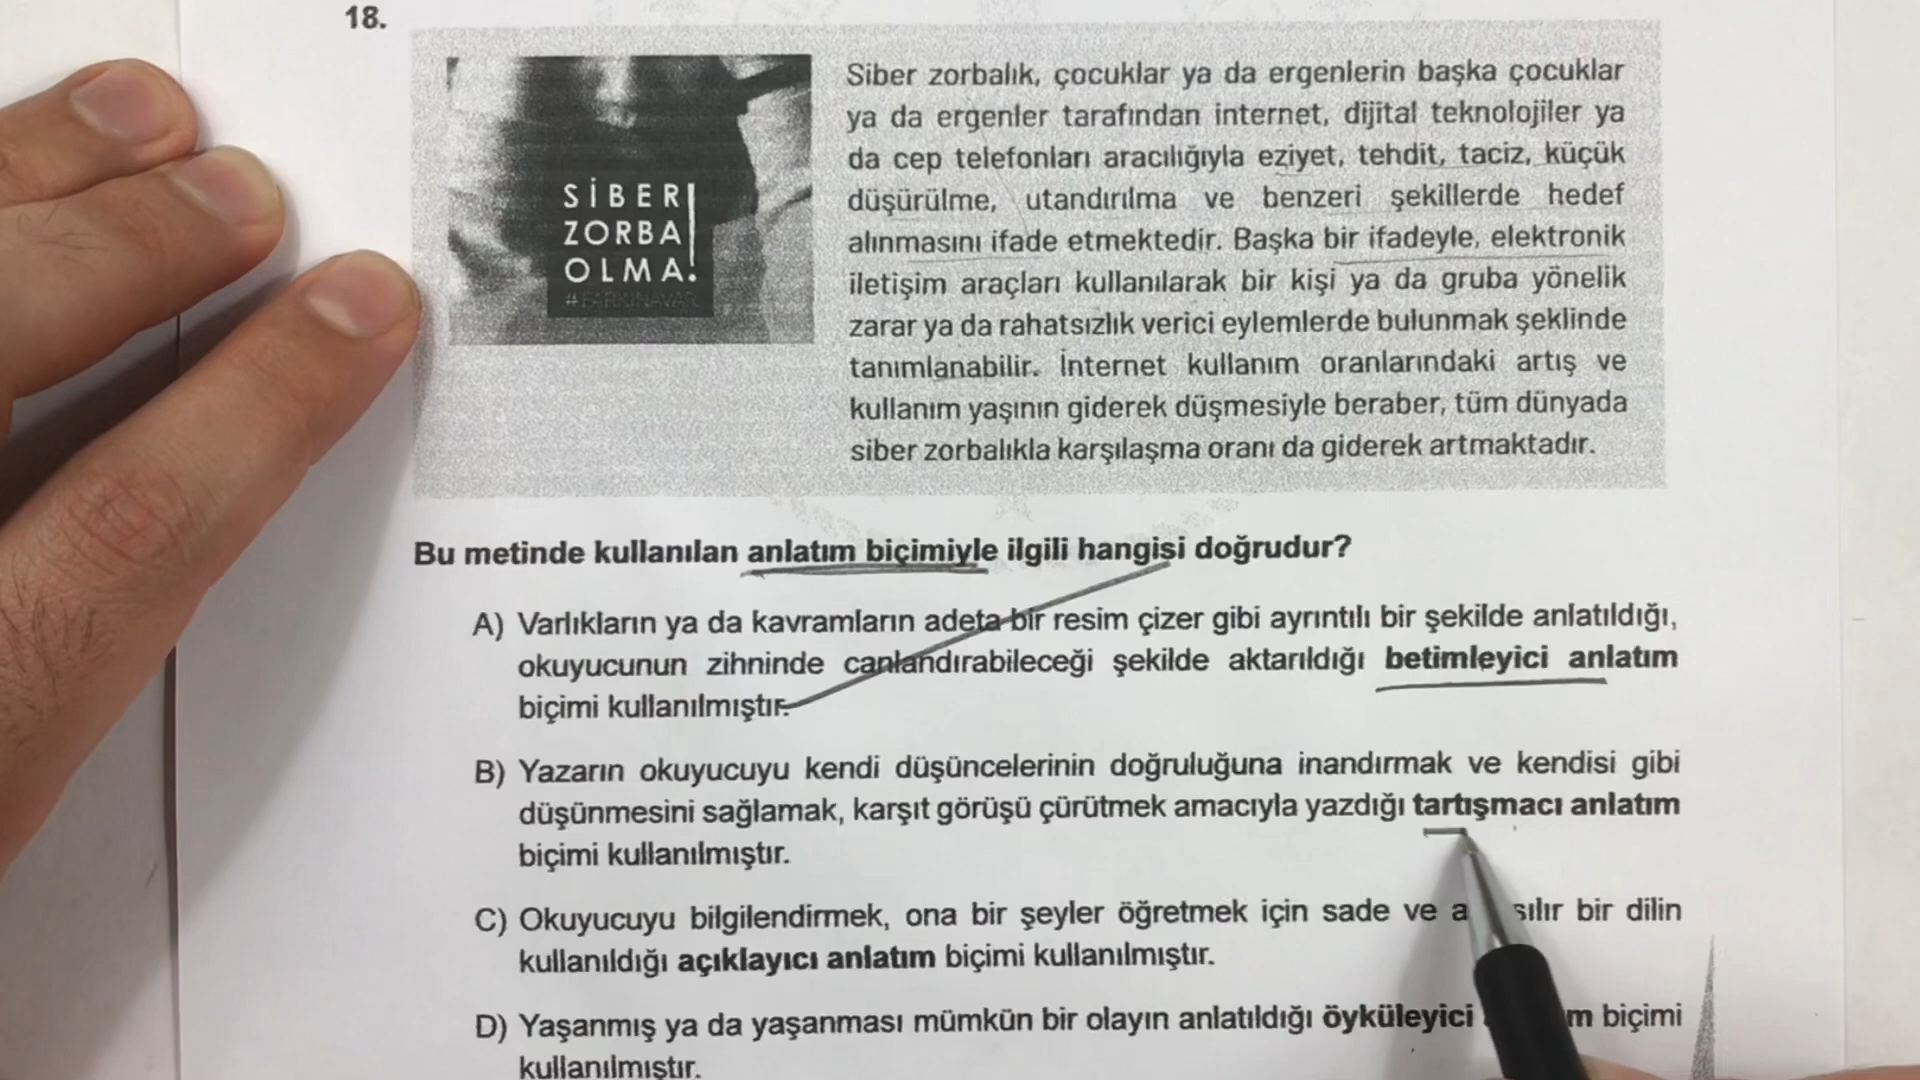 18.
SİBER
ZORBA
OLMA!
#FARKINAVAR
Siber zorbalık, çocuklar ya da ergenlerin başka çocuklar
ya da ergenler tarafından internet, dijital teknolojiler ya
da cep telefonları aracılığıyla eziyet, tehdit, taciz, küçük
düşürülme, utandırılma ve benzeri şekillerde hedef
alınmasını ifade etmektedir. Başka bir ifadeyle, elektronik
iletişim araçları kullanılarak bir kişi ya da gruba yönelik
zarar ya da rahatsızlık verici eylemlerde bulunmak şeklinde
tanımlanabilir. İnternet kullanım oranlarındaki artış ve
kullanım yaşının giderek düşmesiyle beraber, tüm dünyada
siber zorbalıkla karşılaşma oranı da giderek artmaktadır.
Bu metinde kullanılan anlatım biçimiyle ilgili hangisi doğrudur?
A) Varlıkların ya da kavramların adeta bir resim çizer gibi ayrıntılı bir şekilde anlatıldığı,
okuyucunun zihninde canlandırabileceği şekilde aktarıldığı betimleyici anlatım
biçimi kullanılmıştır.
B) Yazarın okuyucuyu kendi düşüncelerinin doğruluğuna inandırmak ve kendisi gibi
düşünmesini sağlamak, karşıt görüşü çürütmek amacıyla yazdığı tartışmacı anlatım
biçimi kullanılmıştır.
C) Okuyucuyu bilgilendirmek, ona bir şeyler öğretmek için sade ve bir dilin
kullanıldığı açıklayıcı anlatım biçimi kullanılmıştır.
D) Yaşanmış ya da yaşanması mümkün bir olayın anlatıldığı öyküleyici biçimi
kullanılmıştır.